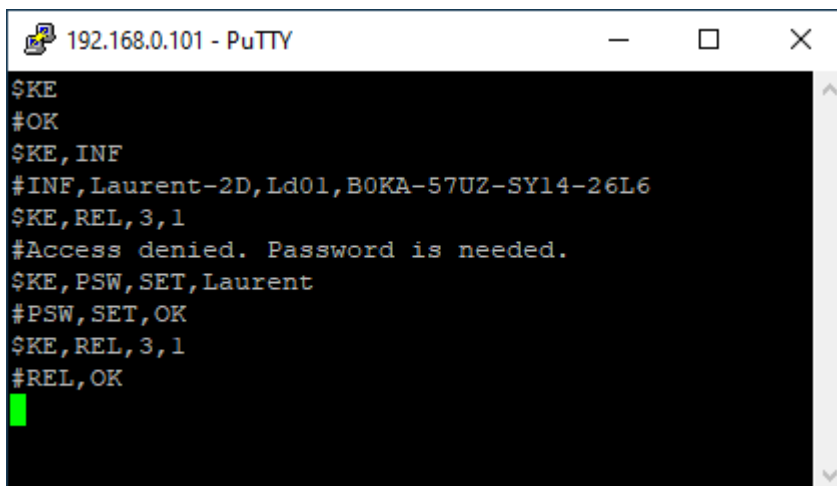 192.168.0.101 - PuTTY
$KE
#OK
$KE,INF
#INF,Laurent-2D,Ld01,B0KA-57UZ-SY14-26L6
$KE,REL,3,1
#Access denied. Password is needed.
$KE,PSW,SET,Laurent
#PSW,SET,OK
$KE,REL,3,1
#REL,OK